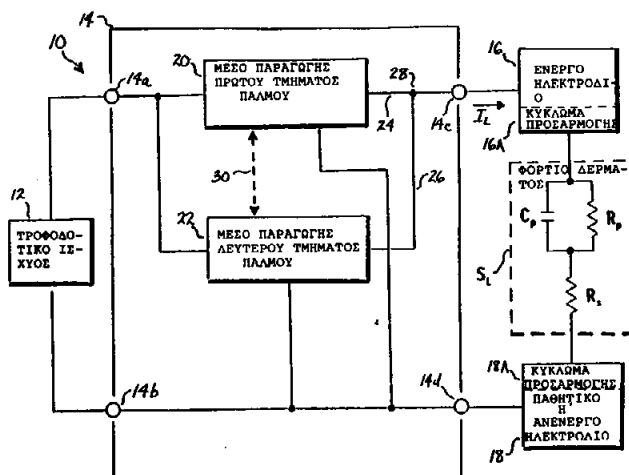 14
10
14a
20
ΜΕΣΟ ΠΑΡΑΓΩΓΗΣ
ΠΡΩΤΟΥ ΤΜΗΜΑΤΟΣ
ΠΑΛΜΟΥ
24
28
14c
I_L
16
ΕΝΕΡΓΟ
ΗΛΕΚΤΡΟΔΙ-
Ο
ΚΥΚΛΩΜΑ
ΠΡΟΣΑΡΜΟΓΗΣ
16A
30
26
12
ΤΡΟΦΟΔΟ-
ΤΙΚΟ ΙΣ-
ΧΥΟΣ
22
ΜΕΣΟ ΠΑΡΑΓΩΓΗΣ
ΔΕΥΤΕΡΟΥ ΤΜΗΜΑΤΟΣ
ΠΑΛΜΟΥ
ΦΟΡΤΙΟ ΔΕΡΜΑ-
ΤΟΣ
C_p
R_p
S_L
R_s
14b
14d
18A
ΚΥΚΛΩΜΑ
ΠΡΟΣΑΡΜΟΓΗΣ
ΠΑΘΗΤΙΚΟ
Η
ΑΝΕΝΕΡΓΟ
ΗΛΕΚΤΡΟΔΙΟ
18